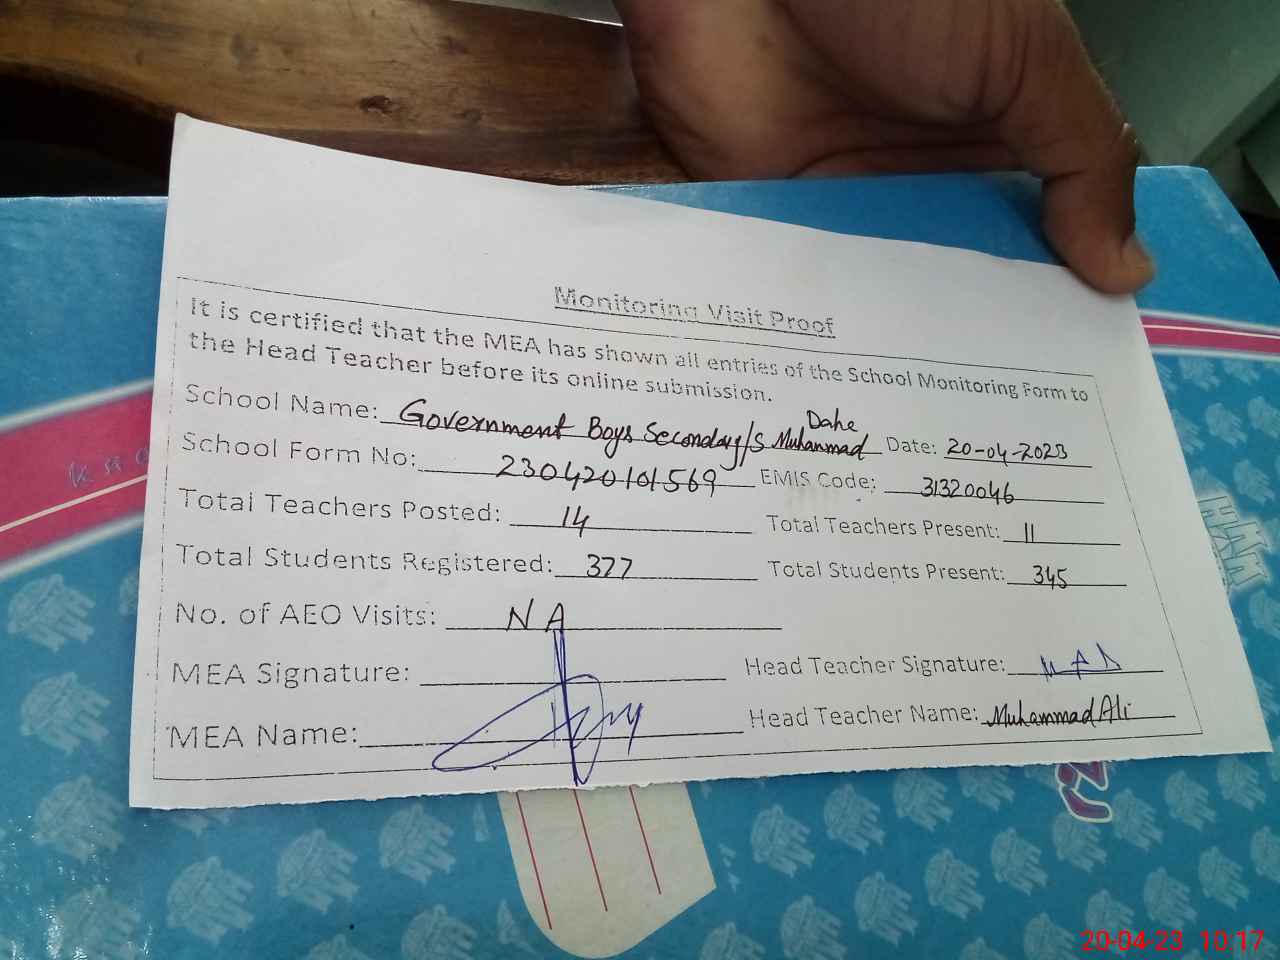 Monitoring Visit Proof
It is certified that the MEA has shown all entries of the School Monitoring Form to
the Head Teacher before its online submission.
School Name: Government Boys Secondary/S Muhammad Dahe Date: 20-04-2023
School Form No: 230420101569 EMIS Code: 31320046
Total Teachers Posted: 14 Total Teachers Present: 11
Total Students Registered: 377 Total Students Present: 345
No. of AEO Visits: NA
MEA Signature: Head Teacher Signature:
MEA Name: Head Teacher Name: Muhammad Ali
20-04-23 10:17